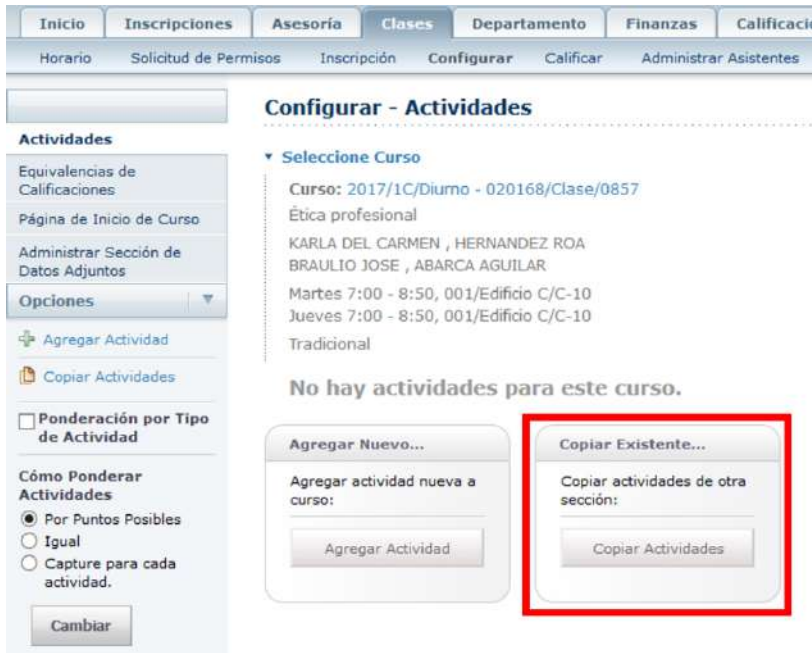 Inicio Inscripciones Asesoría Clases Departamento Finanzas
Horario Solicitud de Permisos Inscripción Configurar Calificar Administrar Asistentes
Configurar - Actividades
Actividades
Equivalencias de
Calificaciones
Página de Inicio de Curso
Administrar Sección de
Datos Adjuntos
Opciones
Agregar Actividad
Copiar Actividades
Ponderación por Tipo
de Actividad
Cómo Ponderar
Actividades
Por Puntos Posibles
Igual
Capture para cada
actividad.
Cambiar
Seleccione Curso
Curso: 2017/1C/Diurno - 020168/Clase/0857
Ética profesional
KARLA DEL CARMEN , HERNANDEZ ROA
BRAULIO JOSE , ABARCA AGUILAR
Martes 7:00 - 8:50, 001/Edificio C/C-10
Jueves 7:00 - 8:50, 001/Edificio C/C-10
Tradicional
No hay actividades para este curso.
Agregar Nuevo...
Agregar actividad nueva a
curso:
Agregar Actividad
Copiar Existente...
Copiar actividades de otra
sección:
Copiar Actividades